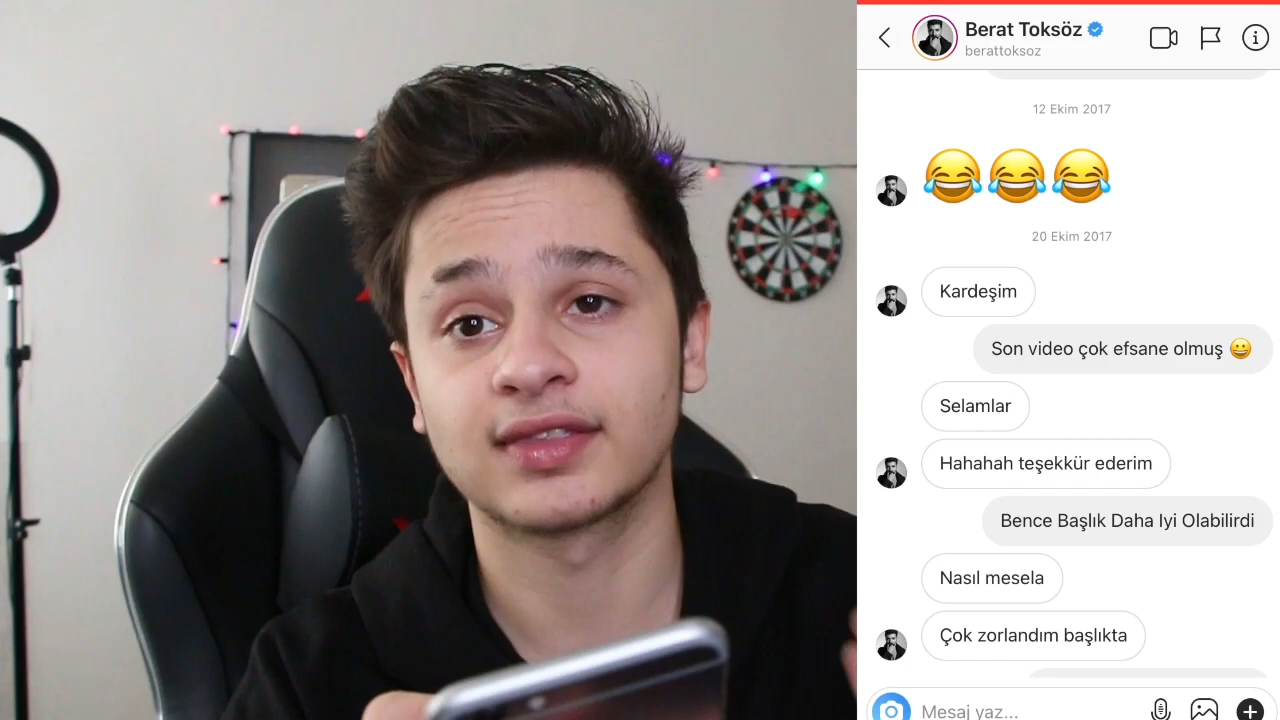 Berat Toksöz
berattoksoz
12 Ekim 2017
😂😂😂
20 Ekim 2017
Kardeşim
Son video çok efsane olmuş 😀
Selamlar
Hahahah teşekkür ederim
Bence Başlık Daha Iyi Olabilirdi
Nasıl mesela
Çok zorlandım başlıkta
Mesaj yaz...